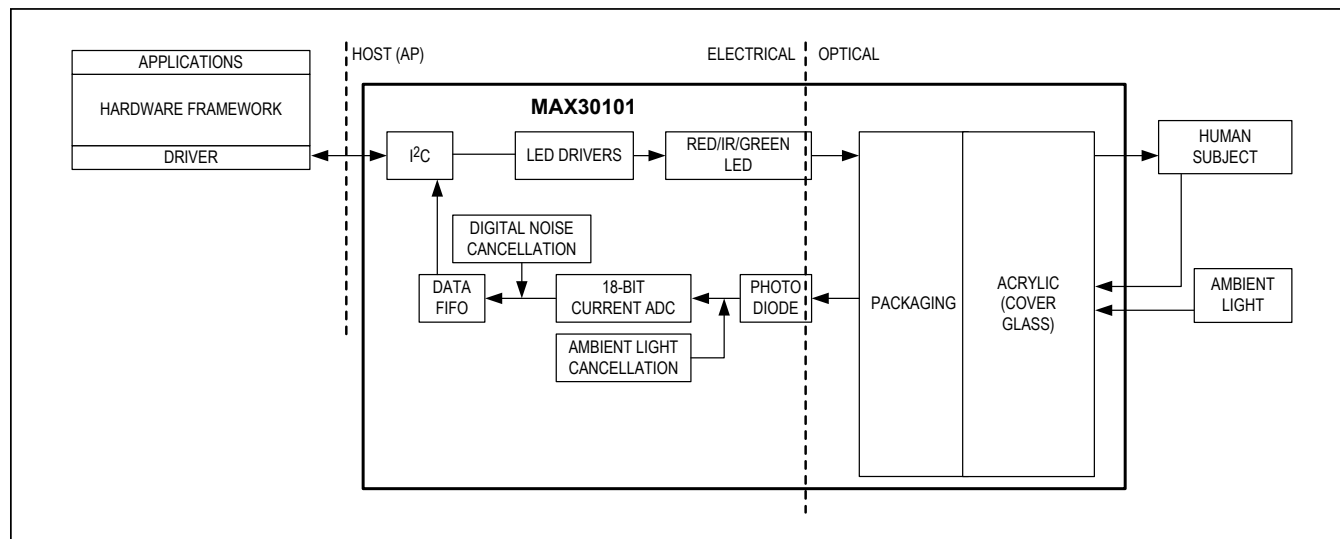 HOST (AP)
ELECTRICAL
OPTICAL
APPLICATIONS
HARDWARE FRAMEWORK
DRIVER
MAX30101
I²C
LED DRIVERS
RED/IR/GREEN
LED
HUMAN
SUBJECT
DIGITAL NOISE
CANCELLATION
DATA
FIFO
18-BIT
CURRENT ADC
PHOTO
DIODE
AMBIENT LIGHT
CANCELLATION
PACKAGING
ACRYLIC
(COVER
GLASS)
AMBIENT
LIGHT